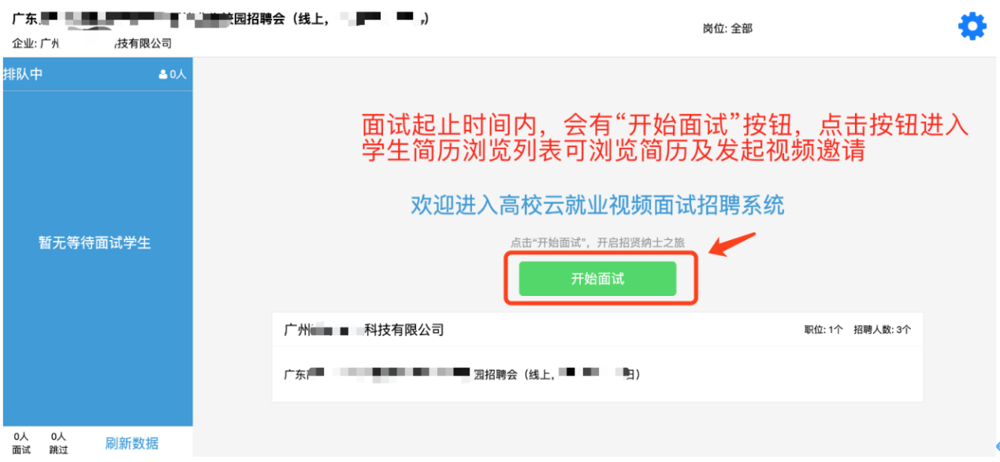 广东
园招聘会（线上，
岗位: 全部
企业: 广州
技有限公司
排队中
0人
面试起止时间内，会有“开始面试”按钮，点击按钮进入
学生简历浏览列表可浏览简历及发起视频邀请
欢迎进入高校云就业视频面试招聘系统
暂无等待面试学生
点击“开始面试”，开启招贤纳士之旅
开始面试
广州
科技有限公司
职位: 1个 招聘人数: 3个
广东
园招聘会（线上，
日）
0人 0人
面试 跳过
刷新数据